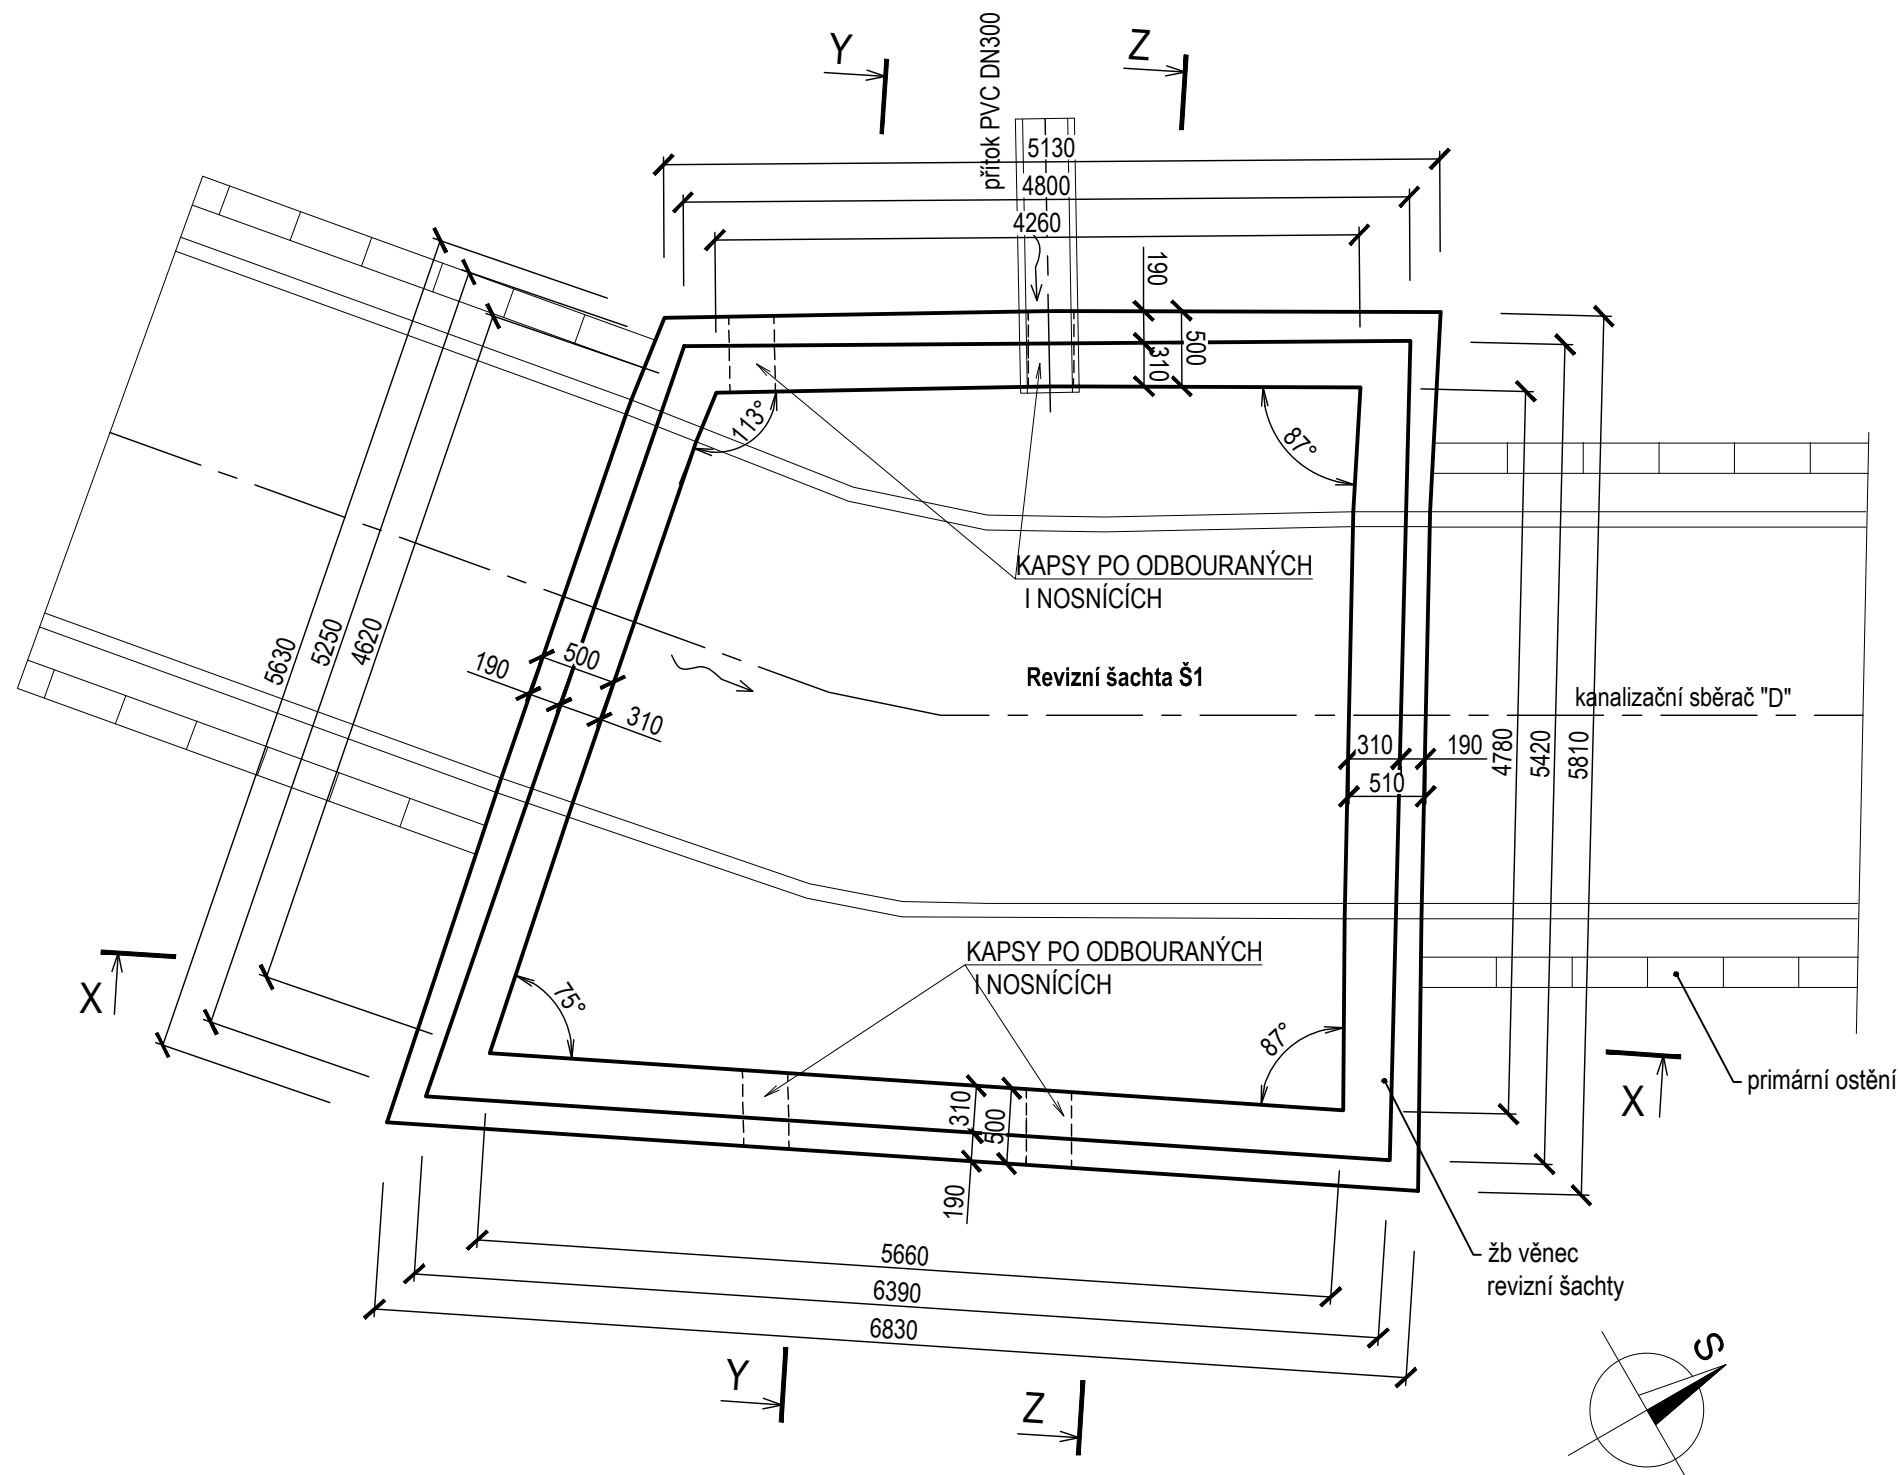 Y
Z
přítok PVC DN300
5130
4800
4260
190
310
500
113°
87°
KAPSY PO ODBOURANÝCH
I NOSNÍCÍCH
5630
5250
4620
190
500
310
Revizní šachta Š1
kanalizační sběrač "D"
310
190
510
4780
5420
5810
KAPSY PO ODBOURANÝCH
I NOSNÍCÍCH
X
75°
87°
X
primární ostění
310
500
190
5660
6390
6830
žb věnec
revizní šachty
Y
Z
S